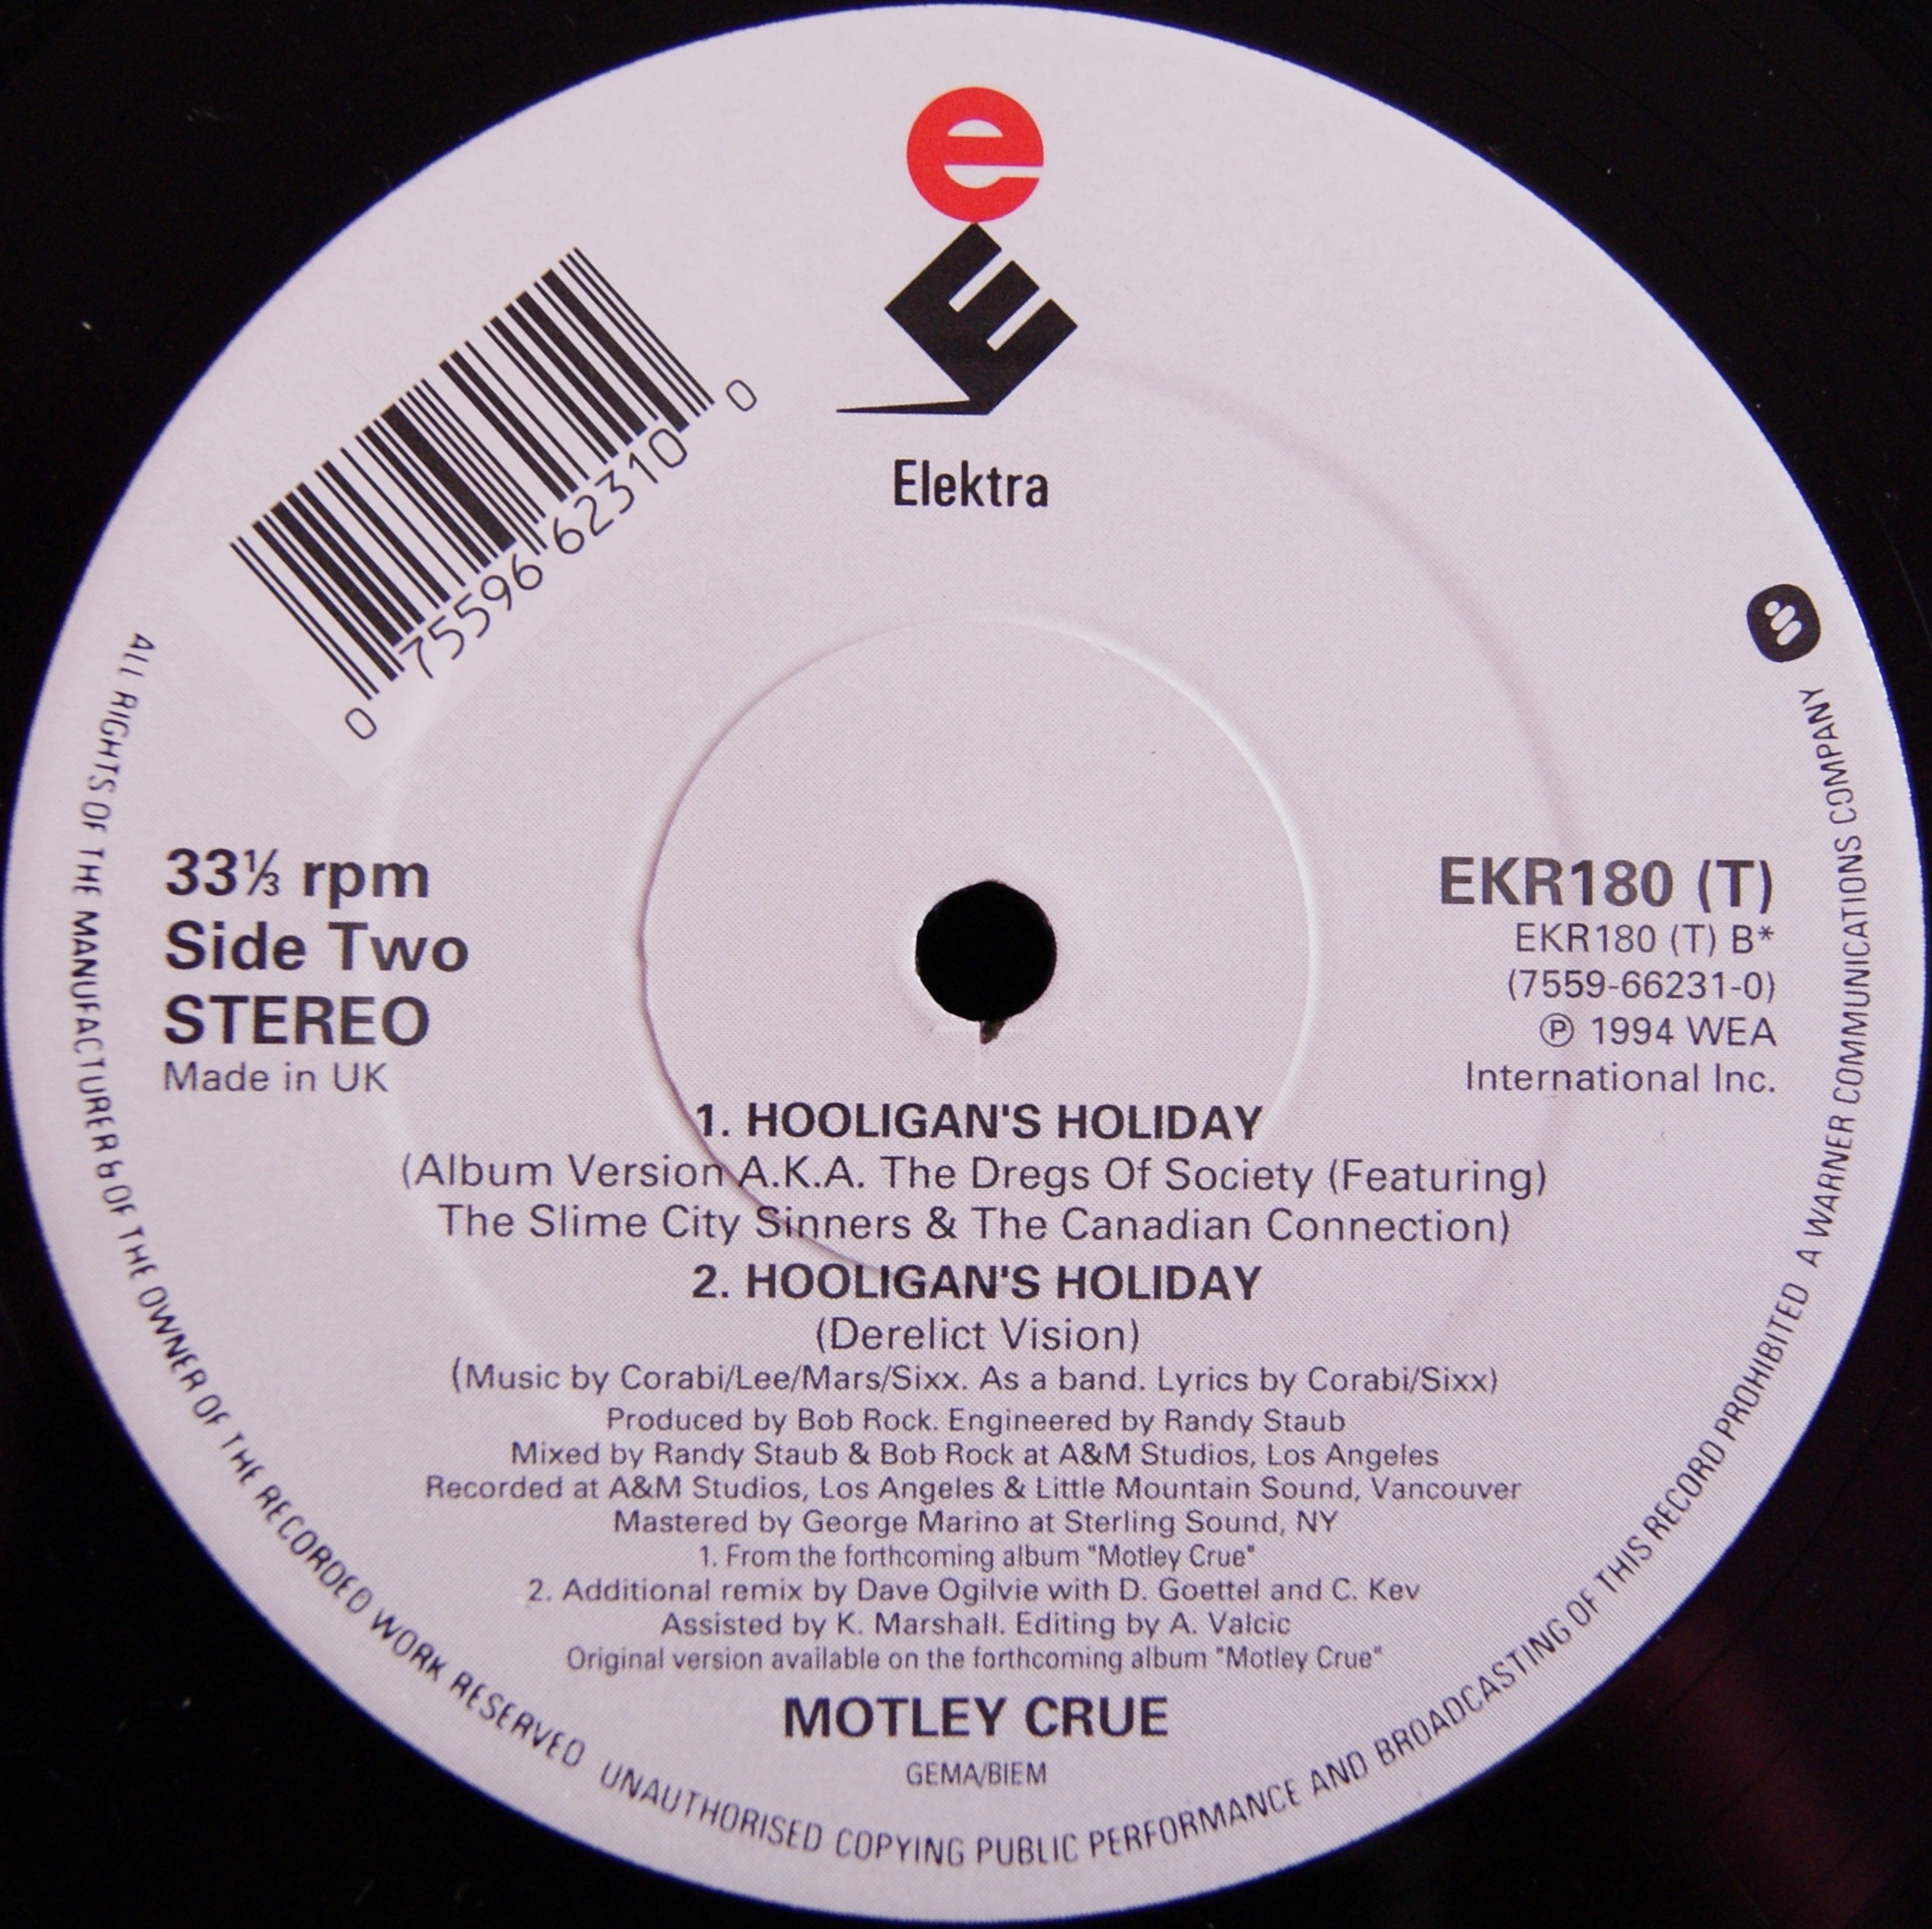 e
E
Elektra
0 75596 62310 0
33⅓ rpm
Side Two
STEREO
Made in UK
EKR180 (T)
EKR180 (T) B*
(7559-66231-0)
℗ 1994 WEA
International Inc.
1. HOOLIGAN'S HOLIDAY
(Album Version A.K.A. The Dregs Of Society (Featuring)
The Slime City Sinners & The Canadian Connection)
2. HOOLIGAN'S HOLIDAY
(Derelict Vision)
(Music by Corabi/Lee/Mars/Sixx. As a band. Lyrics by Corabi/Sixx)
Produced by Bob Rock. Engineered by Randy Staub
Mixed by Randy Staub & Bob Rock at A&M Studios, Los Angeles
Recorded at A&M Studios, Los Angeles & Little Mountain Sound, Vancouver
Mastered by George Marino at Sterling Sound, NY
1. From the forthcoming album "Motley Crue"
2. Additional remix by Dave Ogilvie with D. Goettel and C. Kev
Assisted by K. Marshall. Editing by A. Valcic
Original version available on the forthcoming album "Motley Crue"
MOTLEY CRUE
GEMA/BIEM
ALL RIGHTS OF THE MANUFACTURER & OF THE OWNER OF THE RECORDED WORK RESERVED UNAUTHORISED COPYING PUBLIC PERFORMANCE AND BROADCASTING OF THIS RECORD PROHIBITED A WARNER COMMUNICATIONS COMPANY